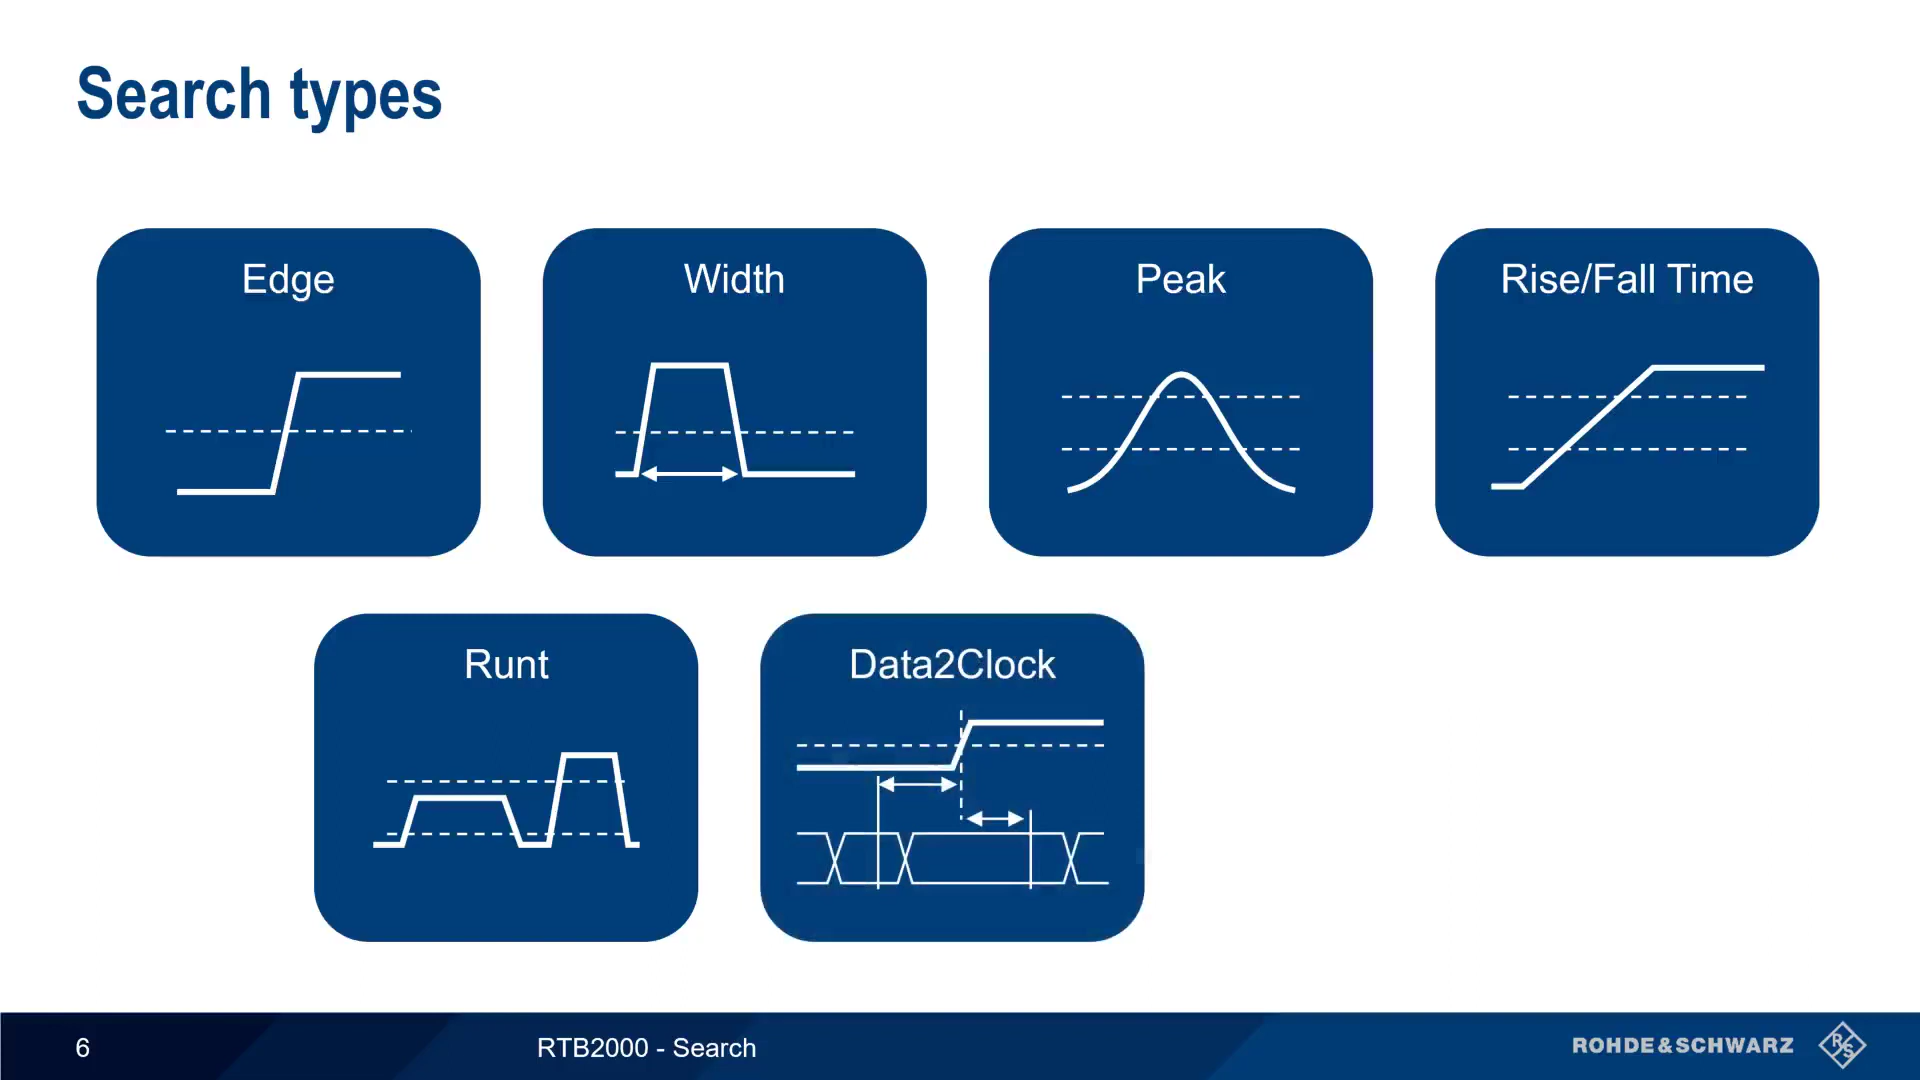 Search types
Edge
Width
Peak
Rise/Fall Time
Runt
Data2Clock
6
RTB2000 - Search
ROHDE&SCHWARZ
R&S